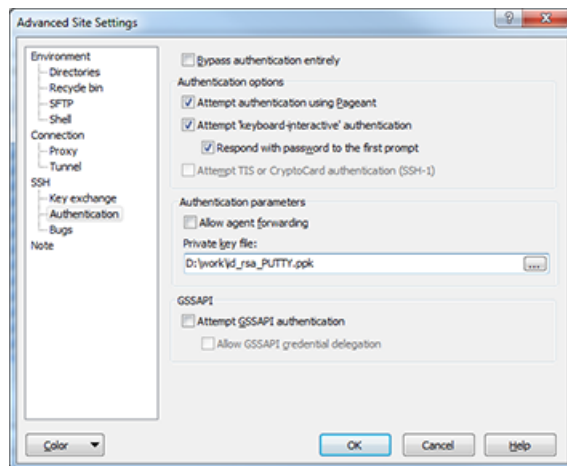 Advanced Site Settings
Environment
Directories
Recycle bin
SFTP
Shell
Connection
Proxy
Tunnel
SSH
Key exchange
Authentication
Bugs
Note
Bypass authentication entirely
Authentication options
Attempt authentication using Pageant
Attempt 'keyboard-interactive' authentication
Respond with password to the first prompt
Attempt TIS or CryptoCard authentication (SSH-1)
Authentication parameters
Allow agent forwarding
Private key file:
D:\work\id_rsa_PUTTY.ppk
...
GSSAPI
Attempt GSSAPI authentication
Allow GSSAPI credential delegation
Color
OK
Cancel
Help